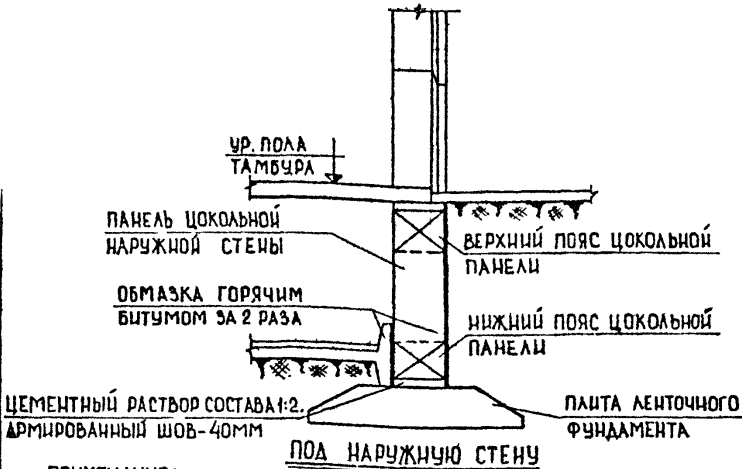 УР. ПОЛА
ТАМБУРА
ПАНЕЛЬ ЦОКОЛЬНОЙ
НАРУЖНОЙ СТЕНЫ
ВЕРХНИЙ ПОЯС ЦОКОЛЬНОЙ
ПАНЕЛИ
ОБМАЗКА ГОРЯЧИМ
БИТУМОМ ЗА 2 РАЗА
НИЖНИЙ ПОЯС ЦОКОЛЬНОЙ
ПАНЕЛИ
ЦЕМЕНТНЫЙ РАСТВОР СОСТАВА 1:2.
АРМИРОВАННЫЙ ШОВ-40ММ
ПЛИТА ЛЕНТОЧНОГО
ФУНДАМЕНТА
ПОД НАРУЖНУЮ СТЕНУ